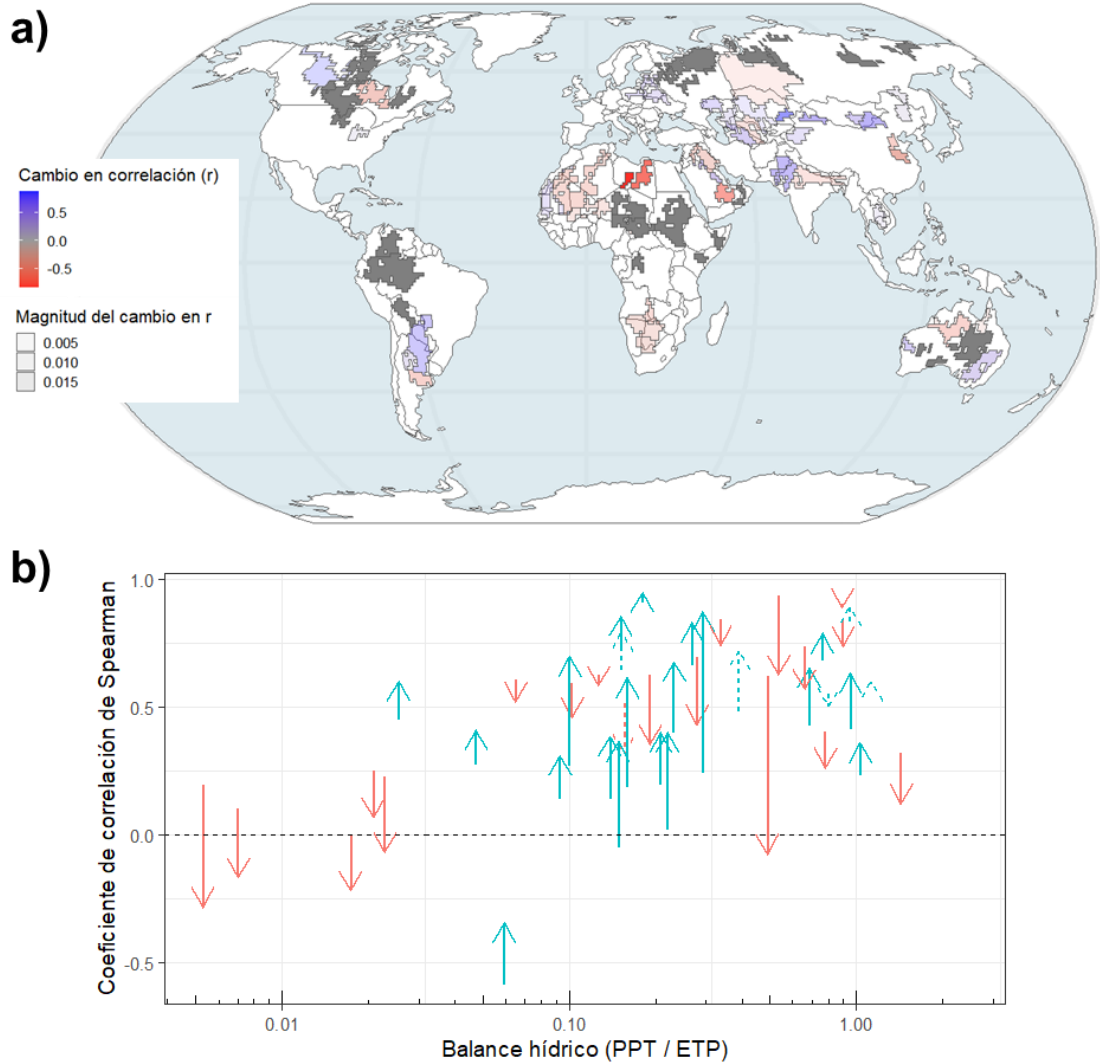 a)
Cambio en correlación (r)
0.5
0.0
-0.5
Magnitud del cambio en r
0.005
0.010
0.015
b)
Coeficiente de correlación de Spearman
1.0
0.5
0.0
-0.5
0.01
0.10
1.00
Balance hídrico (PPT / ETP)